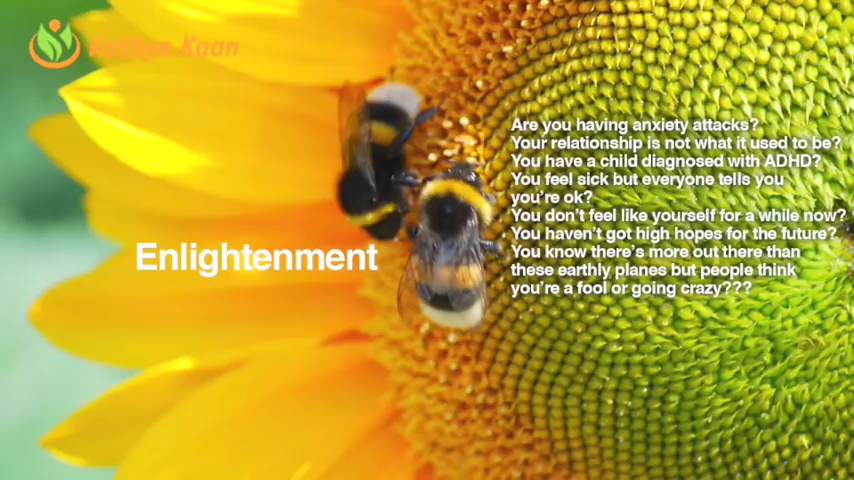 Kaan
Enlightenment
Are you having anxiety attacks?
Your relationship is not what it used to be?
You have a child diagnosed with ADHD?
You feel sick but everyone tells you
you're ok?
You don't feel like yourself for a while now?
You haven't got high hopes for the future?
You know there's more out there than
these earthly planes but people think
you're a fool or going crazy???